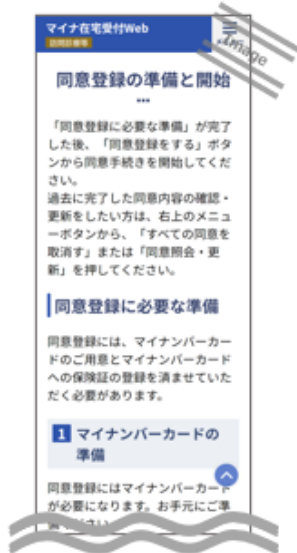 マイナ在宅受付Web
訪問診療等
Image
同意登録の準備と開始
「同意登録に必要な準備」が完了
した後、「同意登録をする」ボタ
ンから同意手続きを開始してくだ
さい。
過去に完了した同意内容の確認・
更新をしたい方は、右上のメニュ
ーボタンから、「すべての同意を
取消す」または「同意照会・更
新」を押してください。
同意登録に必要な準備
同意登録には、マイナンバーカー
ドのご用意とマイナンバーカード
への保険証の登録を済ませていた
だく必要があります。
1 マイナンバーカードの
準備
同意登録にはマイナンバーカード
が必要になります。お手元にご準
備ください